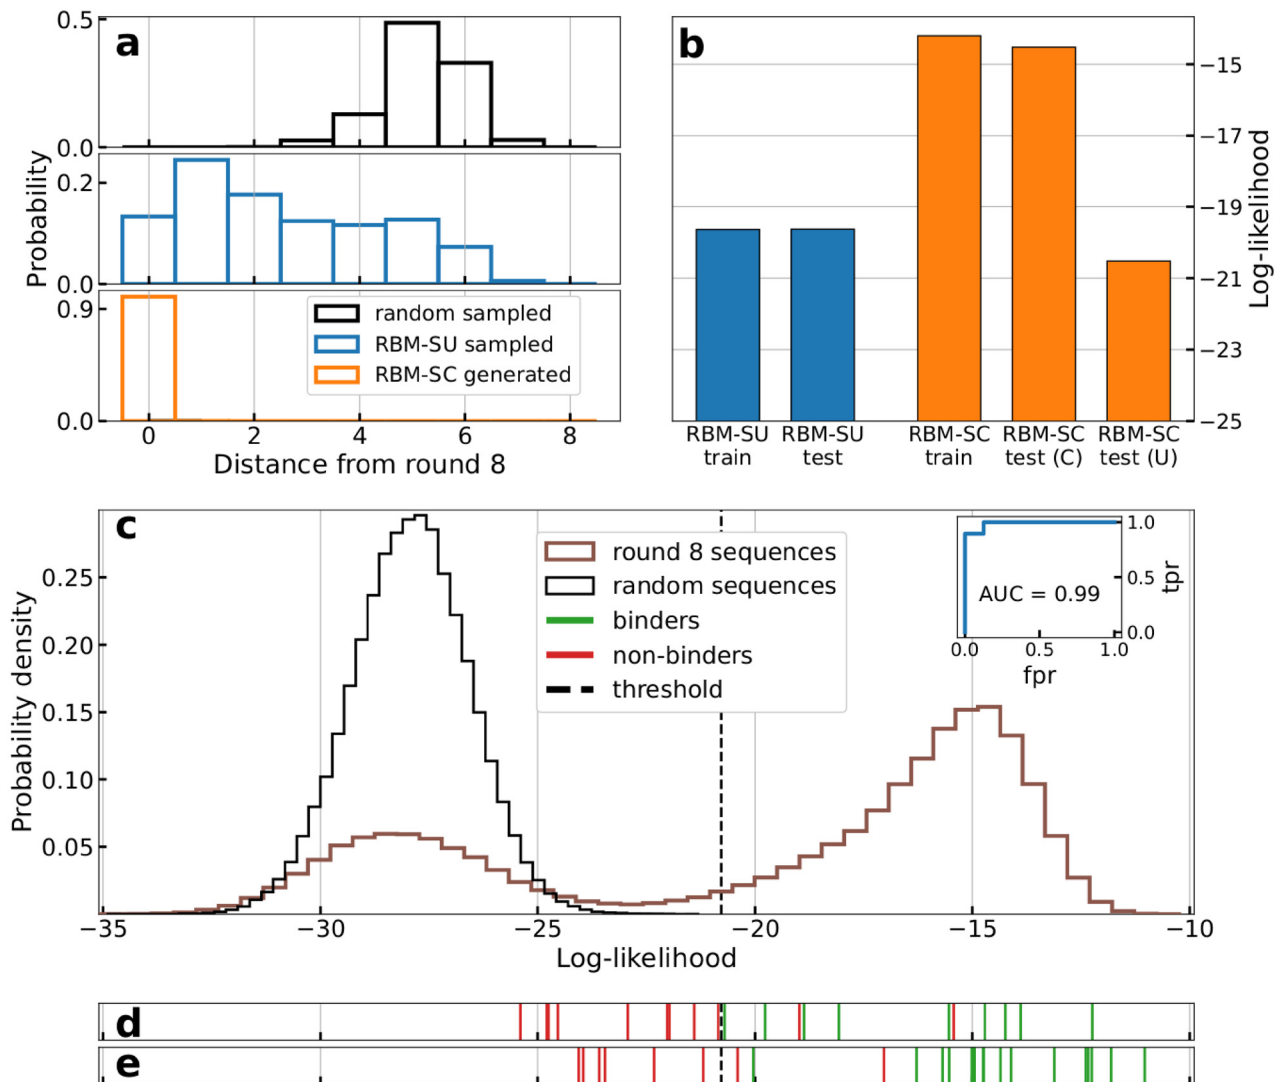 a
0.5
0.0
0.2
0.0
0.9
0.0
Probability
random sampled
RBM-SU sampled
RBM-SC generated
0 2 4 6 8
Distance from round 8
b
−15
−17
−19
−21
−23
−25
Log-likelihood
RBM-SU train
RBM-SU test
RBM-SC train
RBM-SC test (C)
RBM-SC test (U)
c
0.25
0.20
0.15
0.10
0.05
Probability density
round 8 sequences
random sequences
binders
non-binders
threshold
1.0
0.5
0.0
tpr
AUC = 0.99
0.0 0.5 1.0
fpr
−35 −30 −25 −20 −15 −10
Log-likelihood
d
e